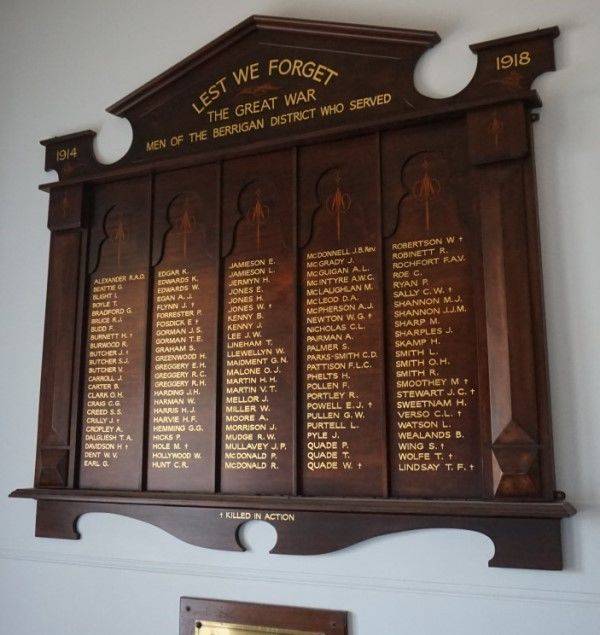 LEST WE FORGET
1914
THE GREAT WAR
1918
MEN OF THE BERRIGAN DISTRICT WHO SERVED
ALEXANDER R.A.O.
BEATTIE G.
BLIGHT I.
BOYLE T.
BRADFORD G.
BRUCE R.J.
BUDD F.
BURNETT H. †
BURWOOD R.
BUTCHER J. †
BUTCHER S.J.
BUTCHER V.
CARROLL J.
CARTER B.
CLARK O.H.
CRAIG C.G.
CREED S.S.
CRILLY J. †
CROPLEY A.
DALGLIESH T.A.
DAVIDSON H. †
DENT W.V.
EARL G.
EDGAR K.
EDWARDS K.
EDWARDS W.
EGAN A.J.
FLYNN J. †
FORRESTER P.
FOSDICK E. †
GORMAN J.S.
GORMAN T.E.
GRAHAM S.
GREENWOOD H.
GREGGERY E.H.
GREGGERY R.C.
GREGGERY R.H.
HARDING J.H.
HARMAN W.
HARRIS H.J.
HARVIE H.F.
HEMMING G.G.
HICKS P.
HOLE M. †
HOLLYWOOD W.
HUNT C.R.
JAMIESON E.
JAMIESON L.
JERMYN H.
JONES E.
JONES H.
JONES W. †
KENNY B.
KENNY J.
LEE J.W.
LINEHAM T.
LLEWELLYN W.
MAIDMENT G.N.
MALONE O.J.
MARTIN H.H.
MARTIN V.T.
MELLOR J.
MILLER W.
MOORE A.
MORRISON J.
MUDGE R.W.
MULLAVEY J.P.
MCDONALD P.
MCDONALD R.
MCDONNELL J.B. Rev.
MCGRADY J.
MCGUIGAN A.L.
MCINTYRE A.W.C.
MCLAUGHLAN M.
MCLEOD D.A.
MCPHERSON A.J.
NEWTON W.G. †
NICHOLAS C.L.
PAIRMAN A.
PALMER S.
PARKS-SMITH C.D.
PATTISON F.L.C.
PHELTS H.
POLLEN F.
PORTLEY R.
POWELL E.J. †
PULLEN G.W.
PURTELL L.
PYLE J.
QUADE P.
QUADE T.
QUADE W. †
ROBERTSON W †
ROBINETT R.
ROCHFORT F.A.V.
ROE C.
RYAN P.
SALLY C.W. †
SHANNON M.J.
SHANNON J.J.M.
SHARP M.
SHARPLES J.
SKAMP H.
SMITH L.
SMITH O.H.
SMITH R.
SMOOTHEY M †
STEWART J.C. †
SWEETNAM H.
VERSO C.L. †
WATSON L.
WEALANDS B.
WING S. †
WOLFE T. †
LINDSAY T.F. †
† KILLED IN ACTION